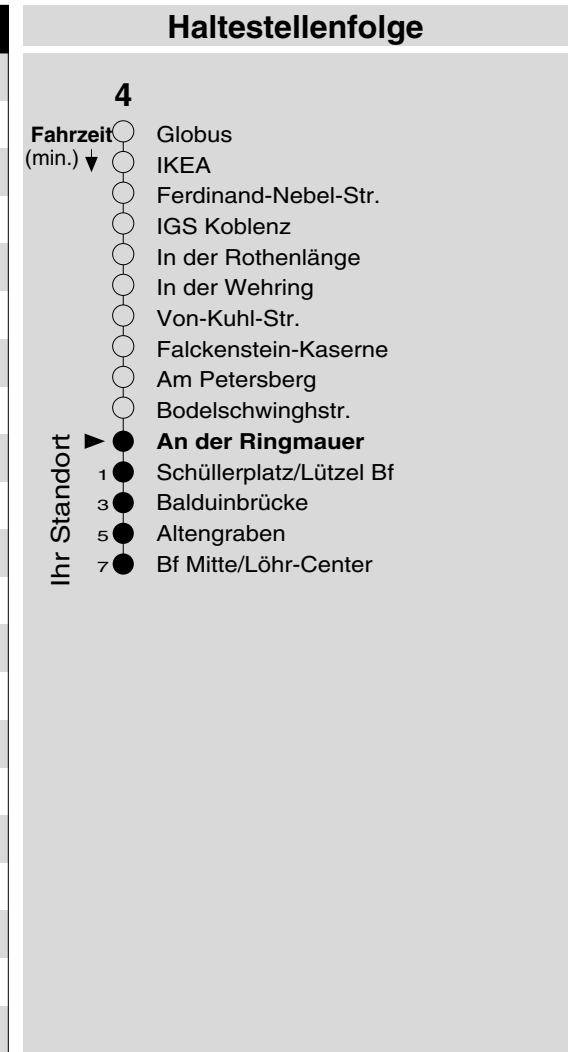 Haltestellenfolge
4
Fahrzeit
(min.)
Globus
IKEA
Ferdinand-Nebel-Str.
IGS Koblenz
In der Rothenlänge
In der Wehring
Von-Kuhl-Str.
Falckenstein-Kaserne
Am Petersberg
Bodelschwinghstr.
Ihr Standort
An der Ringmauer
1 Schüllerplatz/Lützel Bf
3 Balduinbrücke
5 Altengraben
7 Bf Mitte/Löhr-Center